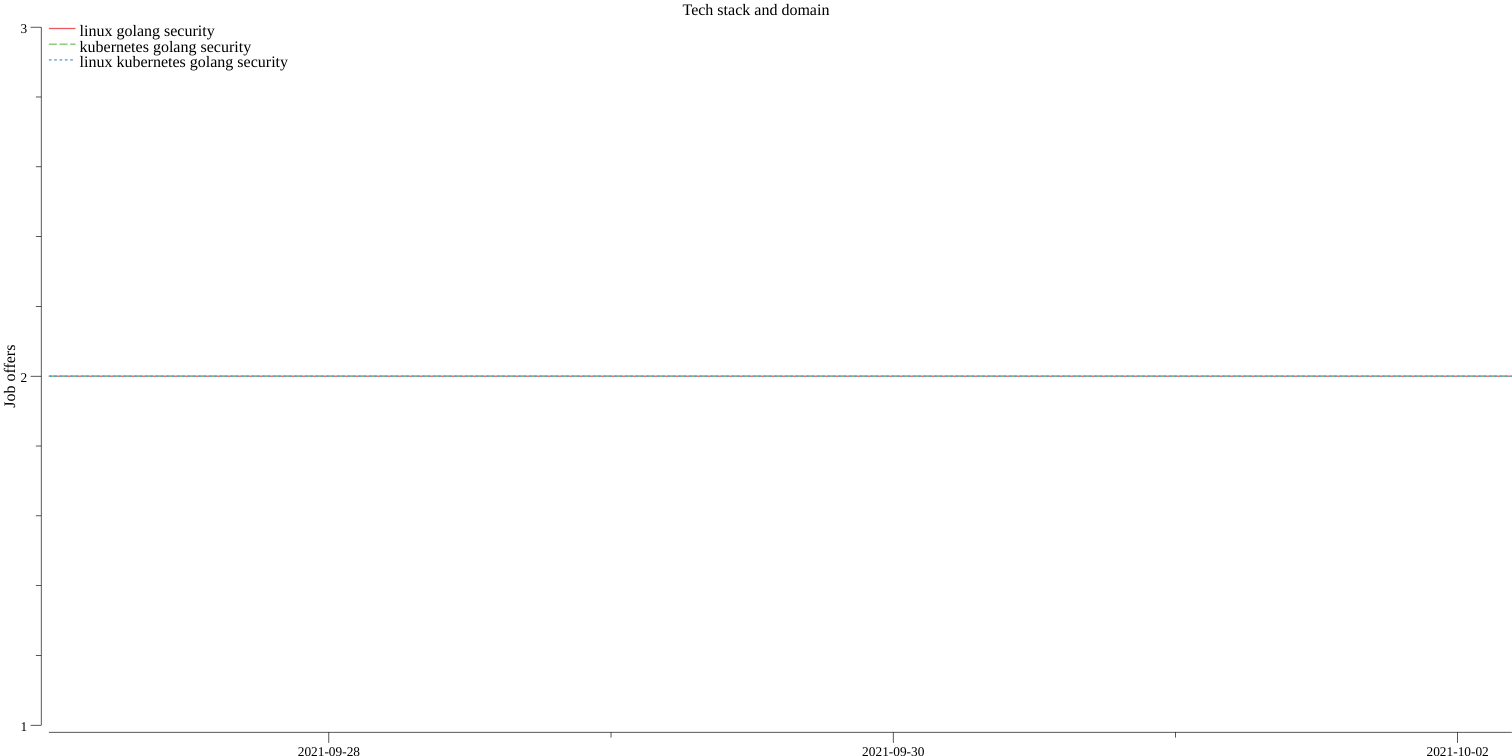 Tech stack and domain
3
linux golang security
kubernetes golang security
linux kubernetes golang security
Job offers
2
1
2021-09-28
2021-09-30
2021-10-02